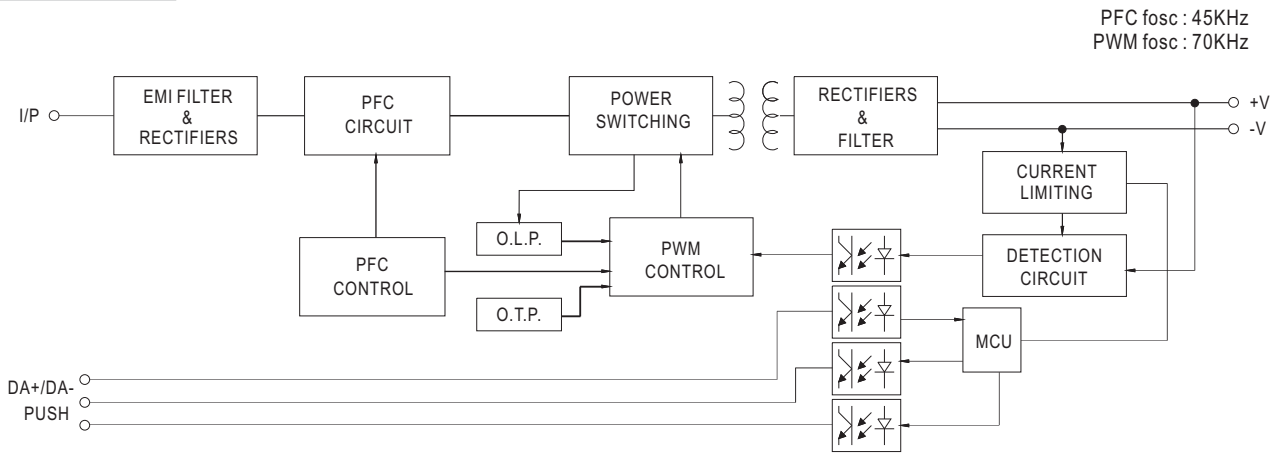 PFC fosc : 45KHz
PWM fosc : 70KHz
I/P
EMI FILTER
&
RECTIFIERS
PFC
CIRCUIT
POWER
SWITCHING
RECTIFIERS
&
FILTER
+V
-V
CURRENT
LIMITING
O.L.P.
PFC
CONTROL
PWM
CONTROL
DETECTION
CIRCUIT
O.T.P.
MCU
DA+/DA-
PUSH